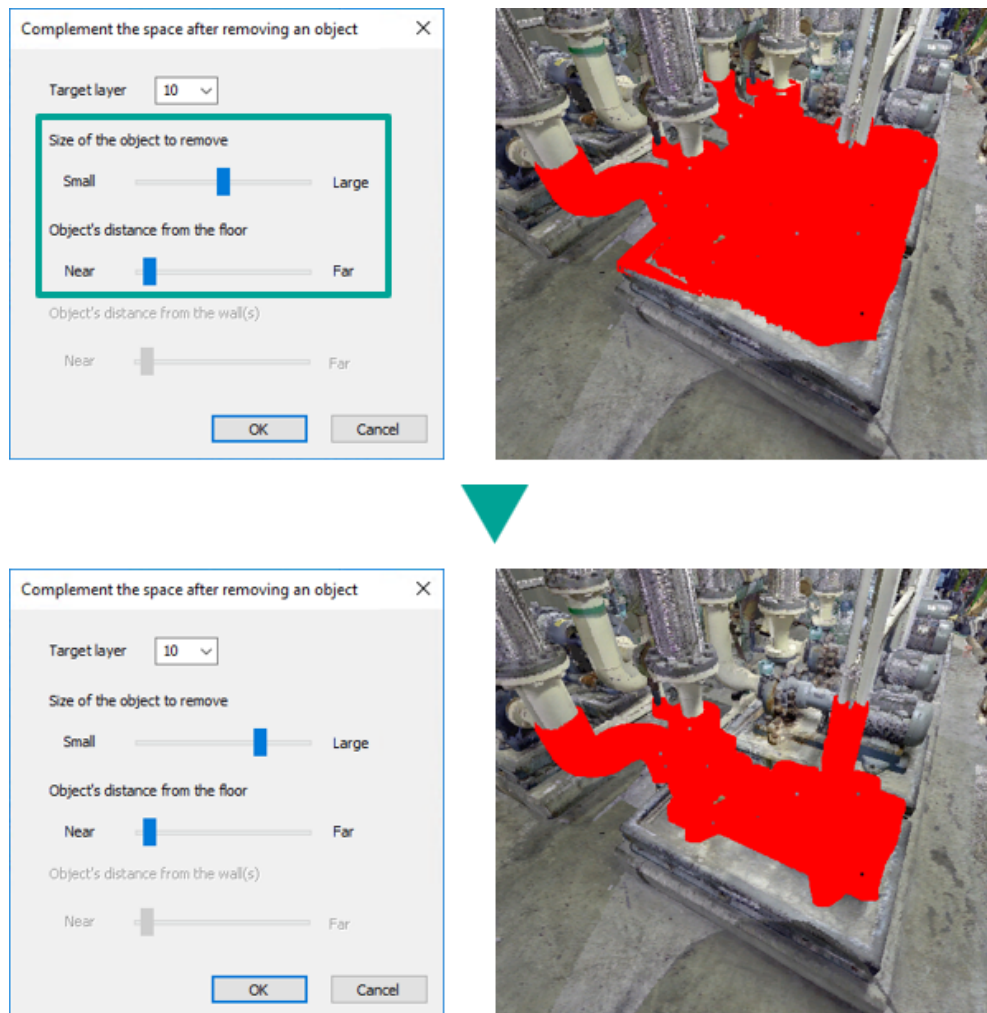 Complement the space after removing an object
Target layer 10
Size of the object to remove
Small Large
Object's distance from the floor
Near Far
Object's distance from the wall(s)
Near Far
OK Cancel
Complement the space after removing an object
Target layer 10
Size of the object to remove
Small Large
Object's distance from the floor
Near Far
Object's distance from the wall(s)
Near Far
OK Cancel